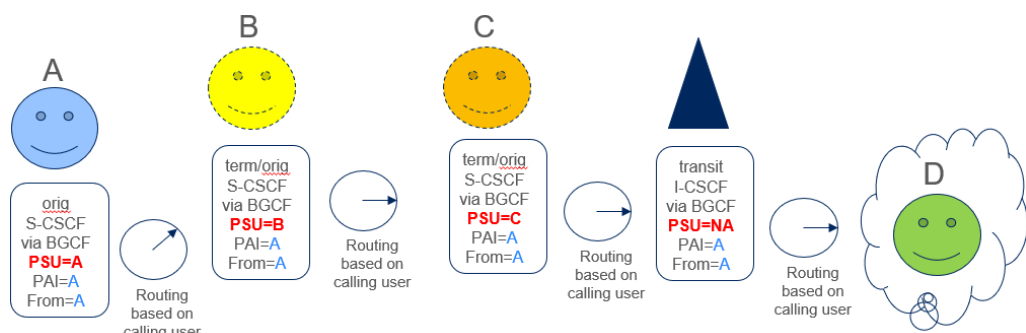 A
orig
S-CSCF
via BGCF
PSU=A
PAI=A
From=A
Routing
based on
calling user
B
term/orig
S-CSCF
via BGCF
PSU=B
PAI=A
From=A
Routing
based on
calling user
C
term/orig
S-CSCF
via BGCF
PSU=C
PAI=A
From=A
Routing
based on
calling user
transit
I-CSCF
via BGCF
PSU=NA
PAI=A
From=A
Routing
based on
calling user
D